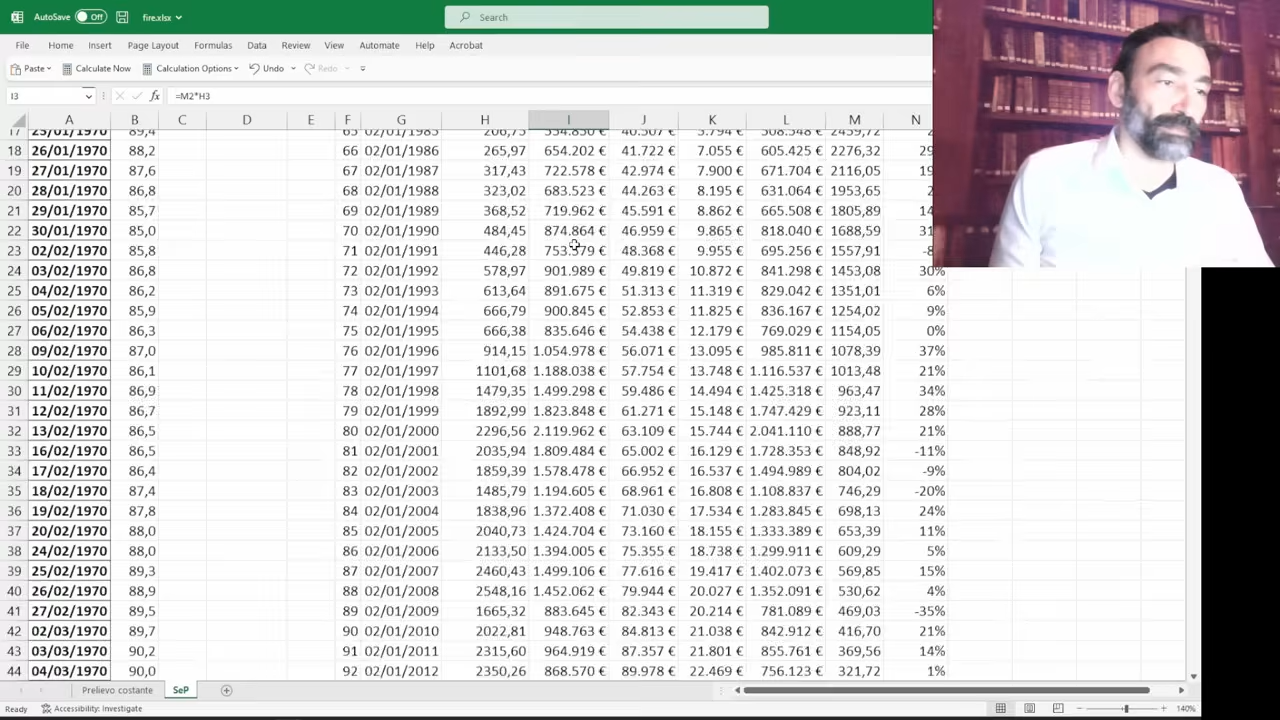 AutoSave Off fire.xlsx Search
File Home Insert Page Layout Formulas Data Review View Automate Help Acrobat
Paste Calculate Now Calculation Options Undo Redo
I3 fx =M2*H3
A B C D E F G H I J K L M N
18 26/01/1970 88,2 66 02/01/1986 265,97 654.202 € 41.722 € 7.055 € 605.425 € 2276,32
19 27/01/1970 87,6 67 02/01/1987 317,43 722.578 € 42.974 € 7.900 € 671.704 € 2116,05
20 28/01/1970 86,8 68 02/01/1988 323,02 683.523 € 44.263 € 8.195 € 631.064 € 1953,65
21 29/01/1970 85,7 69 02/01/1989 368,52 719.962 € 45.591 € 8.862 € 665.508 € 1805,89
22 30/01/1970 85,0 70 02/01/1990 484,45 874.864 € 46.959 € 9.865 € 818.040 € 1688,59
23 02/02/1970 85,8 71 02/01/1991 446,28 48.368 € 9.955 € 695.256 € 1557,91
24 03/02/1970 86,8 72 02/01/1992 578,97 901.989 € 49.819 € 10.872 € 841.298 € 1453,08 30%
25 04/02/1970 86,2 73 02/01/1993 613,64 891.675 € 51.313 € 11.319 € 829.042 € 1351,01 6%
26 05/02/1970 85,9 74 02/01/1994 666,79 900.845 € 52.853 € 11.825 € 836.167 € 1254,02 9%
27 06/02/1970 86,3 75 02/01/1995 666,38 835.646 € 54.438 € 12.179 € 769.029 € 1154,05 0%
28 09/02/1970 87,0 76 02/01/1996 914,15 1.054.978 € 56.071 € 13.095 € 985.811 € 1078,39 37%
29 10/02/1970 86,1 77 02/01/1997 1101,68 1.188.038 € 57.754 € 13.748 € 1.116.537 € 1013,48 21%
30 11/02/1970 86,9 78 02/01/1998 1479,35 1.499.298 € 59.486 € 14.494 € 1.425.318 € 963,47 34%
31 12/02/1970 86,7 79 02/01/1999 1892,99 1.823.848 € 61.271 € 15.148 € 1.747.429 € 923,11 28%
32 13/02/1970 86,5 80 02/01/2000 2296,56 2.119.962 € 63.109 € 15.744 € 2.041.110 € 888,77 21%
33 16/02/1970 86,5 81 02/01/2001 2035,94 1.809.484 € 65.002 € 16.129 € 1.728.353 € 848,92 -11%
34 17/02/1970 86,4 82 02/01/2002 1859,39 1.578.478 € 66.952 € 16.537 € 1.494.989 € 804,02 -9%
35 18/02/1970 87,4 83 02/01/2003 1485,79 1.194.605 € 68.961 € 16.808 € 1.108.837 € 746,29 -20%
36 19/02/1970 87,8 84 02/01/2004 1838,96 1.372.408 € 71.030 € 17.534 € 1.283.845 € 698,13 24%
37 20/02/1970 88,0 85 02/01/2005 2040,73 1.424.704 € 73.160 € 18.155 € 1.333.389 € 653,39 11%
38 24/02/1970 88,0 86 02/01/2006 2133,50 1.394.005 € 75.355 € 18.738 € 1.299.911 € 609,29 5%
39 25/02/1970 89,3 87 02/01/2007 2460,43 1.499.106 € 77.616 € 19.417 € 1.402.073 € 569,85 15%
40 26/02/1970 88,9 88 02/01/2008 2548,16 1.452.062 € 79.944 € 20.027 € 1.352.091 € 530,62 4%
41 27/02/1970 89,5 89 02/01/2009 1665,32 883.645 € 82.343 € 20.214 € 781.089 € 469,03 -35%
42 02/03/1970 89,7 90 02/01/2010 2022,81 948.763 € 84.813 € 21.038 € 842.912 € 416,70 21%
43 03/03/1970 90,2 91 02/01/2011 2315,60 964.919 € 87.357 € 21.801 € 855.761 € 369,56 14%
44 04/03/1970 90,0 92 02/01/2012 2350,26 868.570 € 89.978 € 22.469 € 756.123 € 321,72 1%
Prelievo costante SeP
Ready Accessibility: Investigate 140%